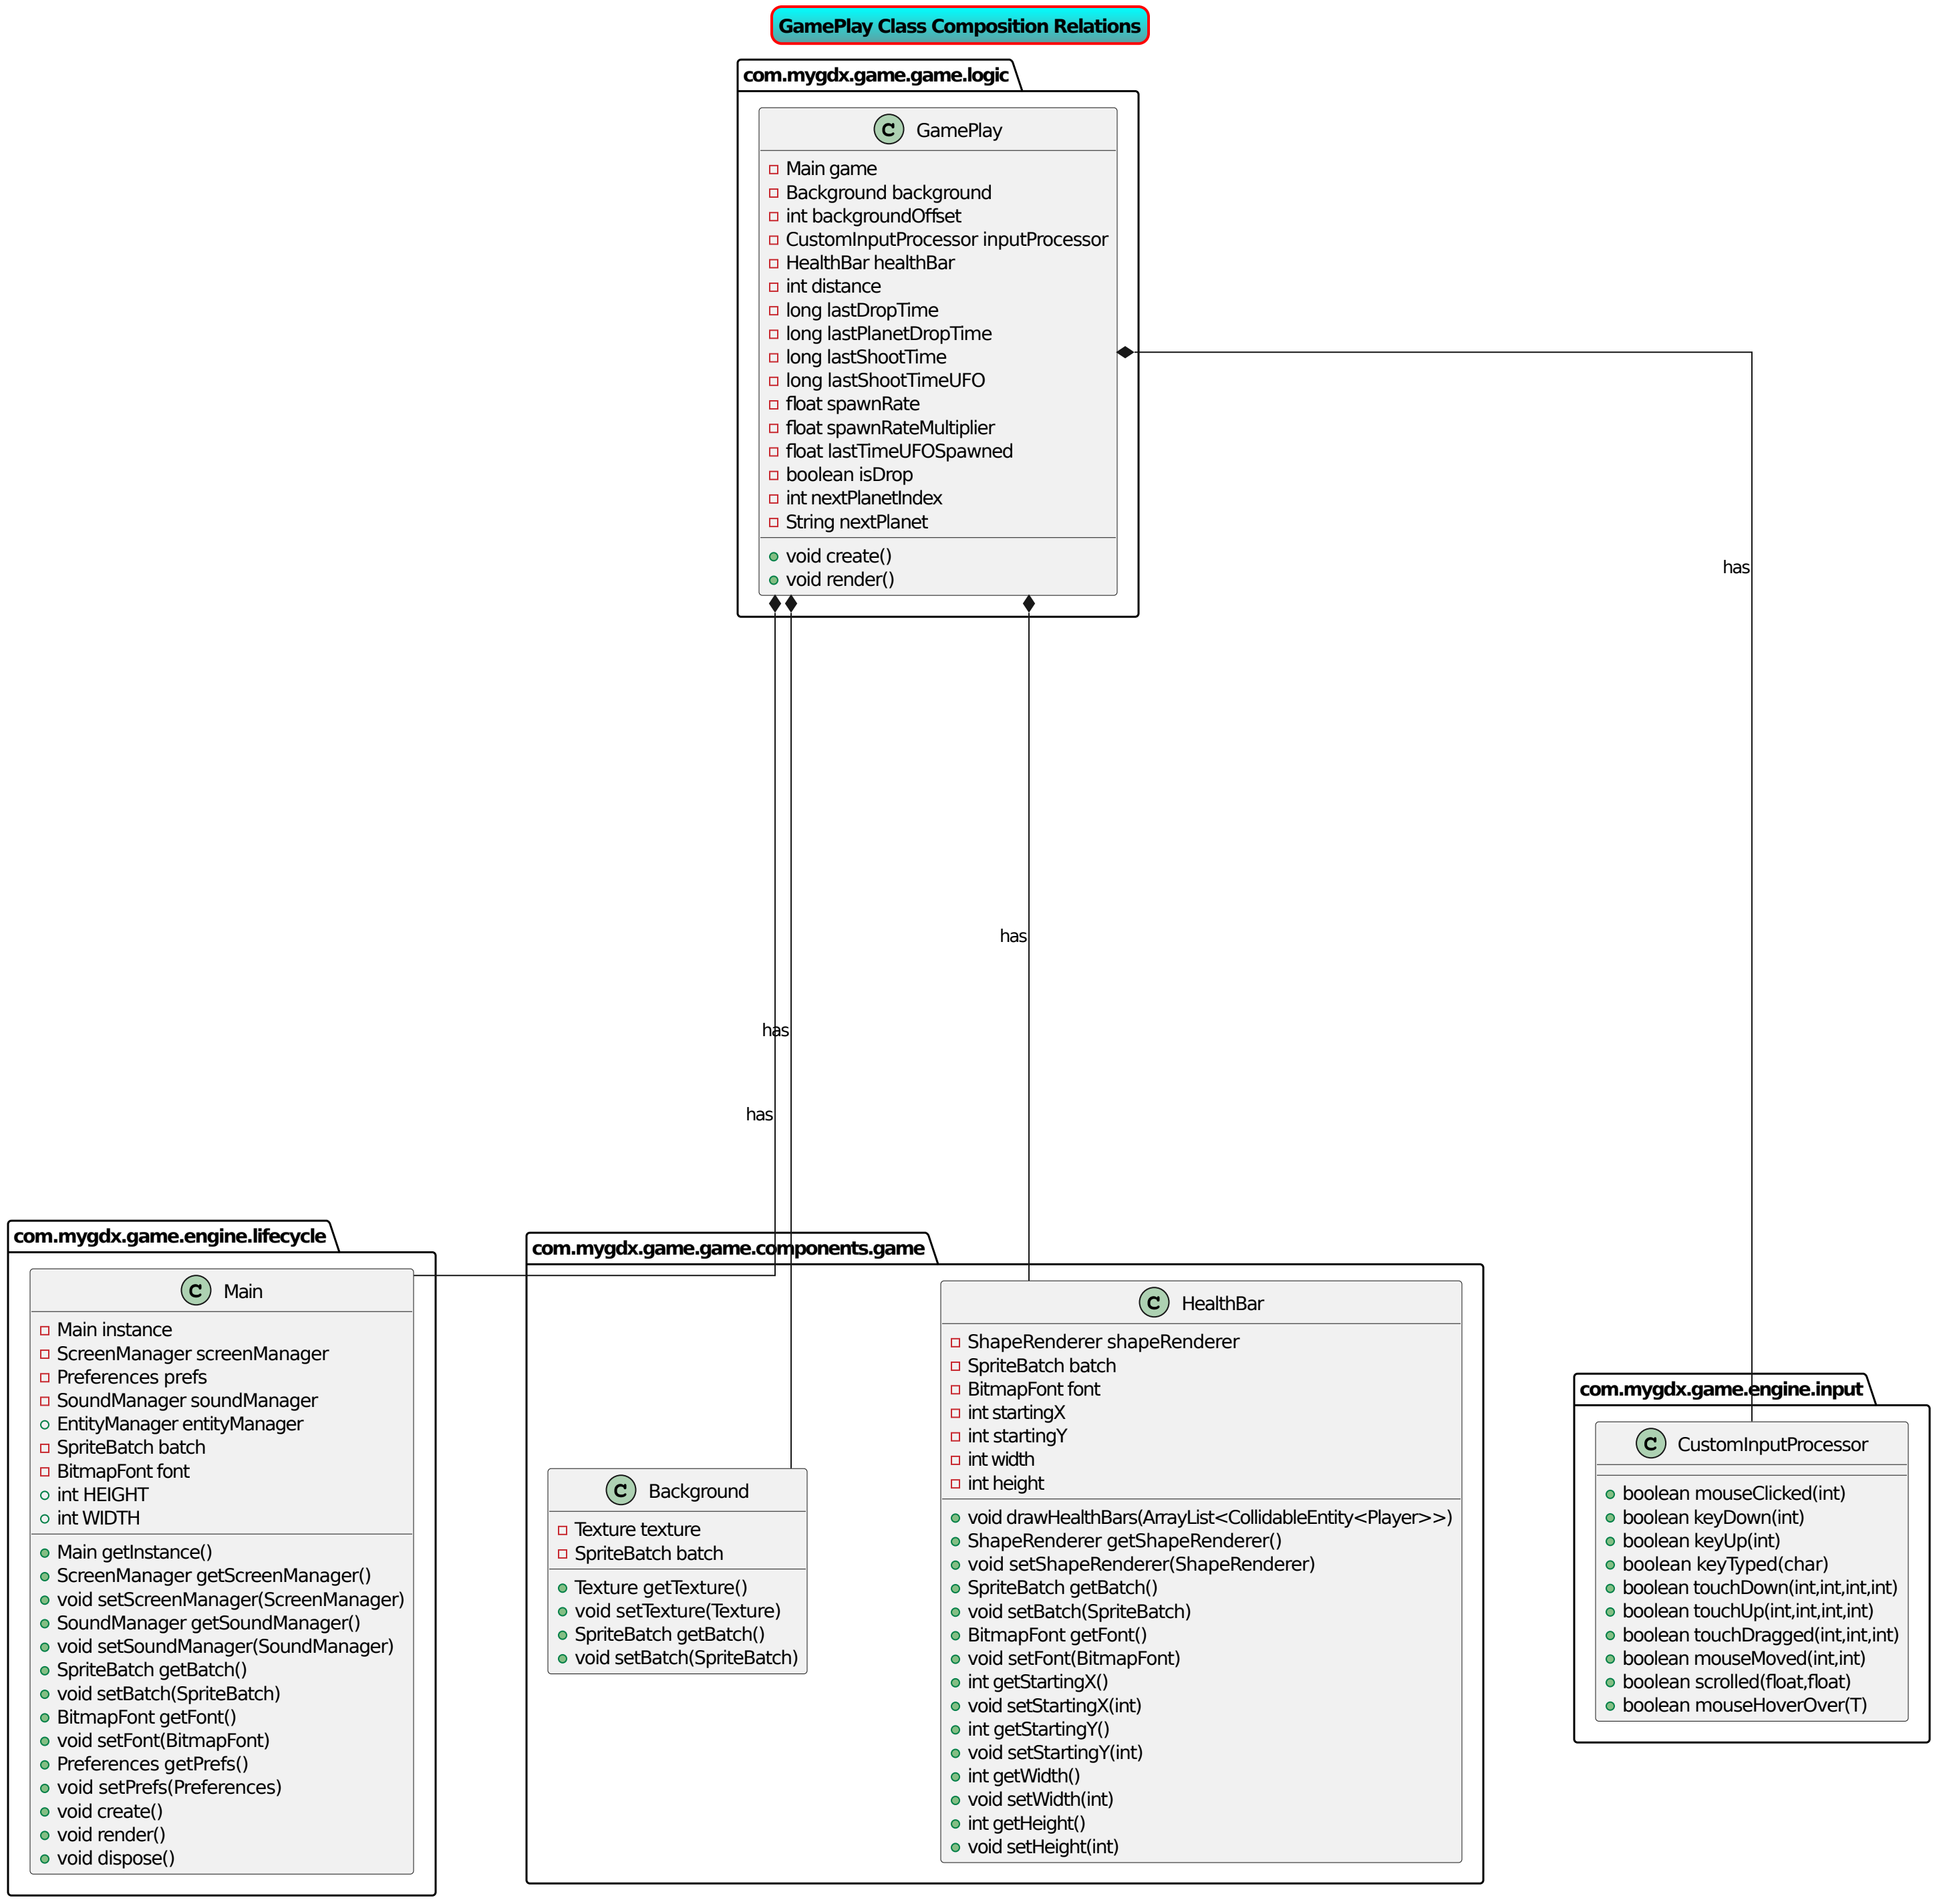 GamePlay Class Composition Relations
com.mygdx.game.game.logic
C GamePlay
Main game
Background background
int backgroundOffset
CustomInputProcessor inputProcessor
HealthBar healthBar
int distance
long lastDropTime
long lastPlanetDropTime
long lastShootTime
long lastShootTimeUFO
float spawnRate
float spawnRateMultiplier
float lastTimeUFOSpawned
boolean isDrop
int nextPlanetIndex
String nextPlanet
void create()
void render()
has
has
has
has
com.mygdx.game.engine.lifecycle
C Main
Main instance
ScreenManager screenManager
Preferences prefs
SoundManager soundManager
EntityManager entityManager
SpriteBatch batch
BitmapFont font
int HEIGHT
int WIDTH
Main getInstance()
ScreenManager getScreenManager()
void setScreenManager(ScreenManager)
SoundManager getSoundManager()
void setSoundManager(SoundManager)
SpriteBatch getBatch()
void setBatch(SpriteBatch)
BitmapFont getFont()
void setFont(BitmapFont)
Preferences getPrefs()
void setPrefs(Preferences)
void create()
void render()
void dispose()
com.mygdx.game.game.components.game
C Background
Texture texture
SpriteBatch batch
Texture getTexture()
void setTexture(Texture)
SpriteBatch getBatch()
void setBatch(SpriteBatch)
C HealthBar
ShapeRenderer shapeRenderer
SpriteBatch batch
BitmapFont font
int startingX
int startingY
int width
int height
void drawHealthBars(ArrayList<CollidableEntity<Player>>)
ShapeRenderer getShapeRenderer()
void setShapeRenderer(ShapeRenderer)
SpriteBatch getBatch()
void setBatch(SpriteBatch)
BitmapFont getFont()
void setFont(BitmapFont)
int getStartingX()
void setStartingX(int)
int getStartingY()
void setStartingY(int)
int getWidth()
void setWidth(int)
int getHeight()
void setHeight(int)
com.mygdx.game.engine.input
C CustomInputProcessor
boolean mouseClicked(int)
boolean keyDown(int)
boolean keyUp(int)
boolean keyTyped(char)
boolean touchDown(int,int,int,int)
boolean touchUp(int,int,int,int)
boolean touchDragged(int,int,int)
boolean mouseMoved(int,int)
boolean scrolled(float,float)
boolean mouseHoverOver(T)